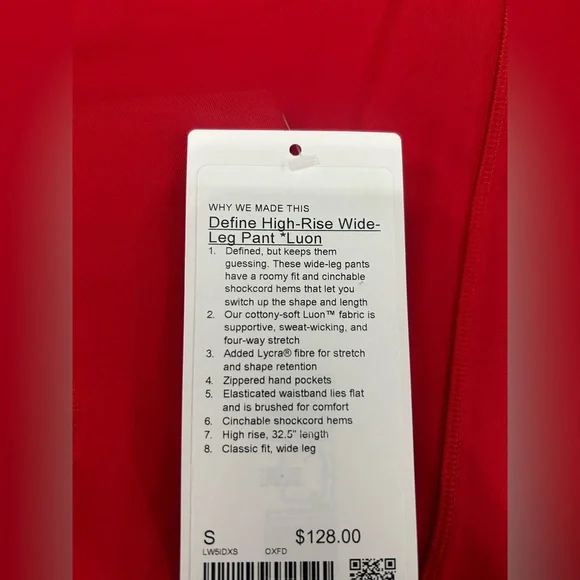 WHY WE MADE THIS
Define High-Rise Wide-
Leg Pant *Luon
1. Defined, but keeps them
guessing. These wide-leg pants
have a roomy fit and cinchable
shockcord hems that let you
switch up the shape and length
2. Our cottony-soft Luon™ fabric is
supportive, sweat-wicking, and
four-way stretch
3. Added Lycra® fibre for stretch
and shape retention
4. Zippered hand pockets
5. Elasticated waistband lies flat
and is brushed for comfort
6. Cinchable shockcord hems
7. High rise, 32.5" length
8. Classic fit, wide leg
S $128.00
LW5IDXS OXFD